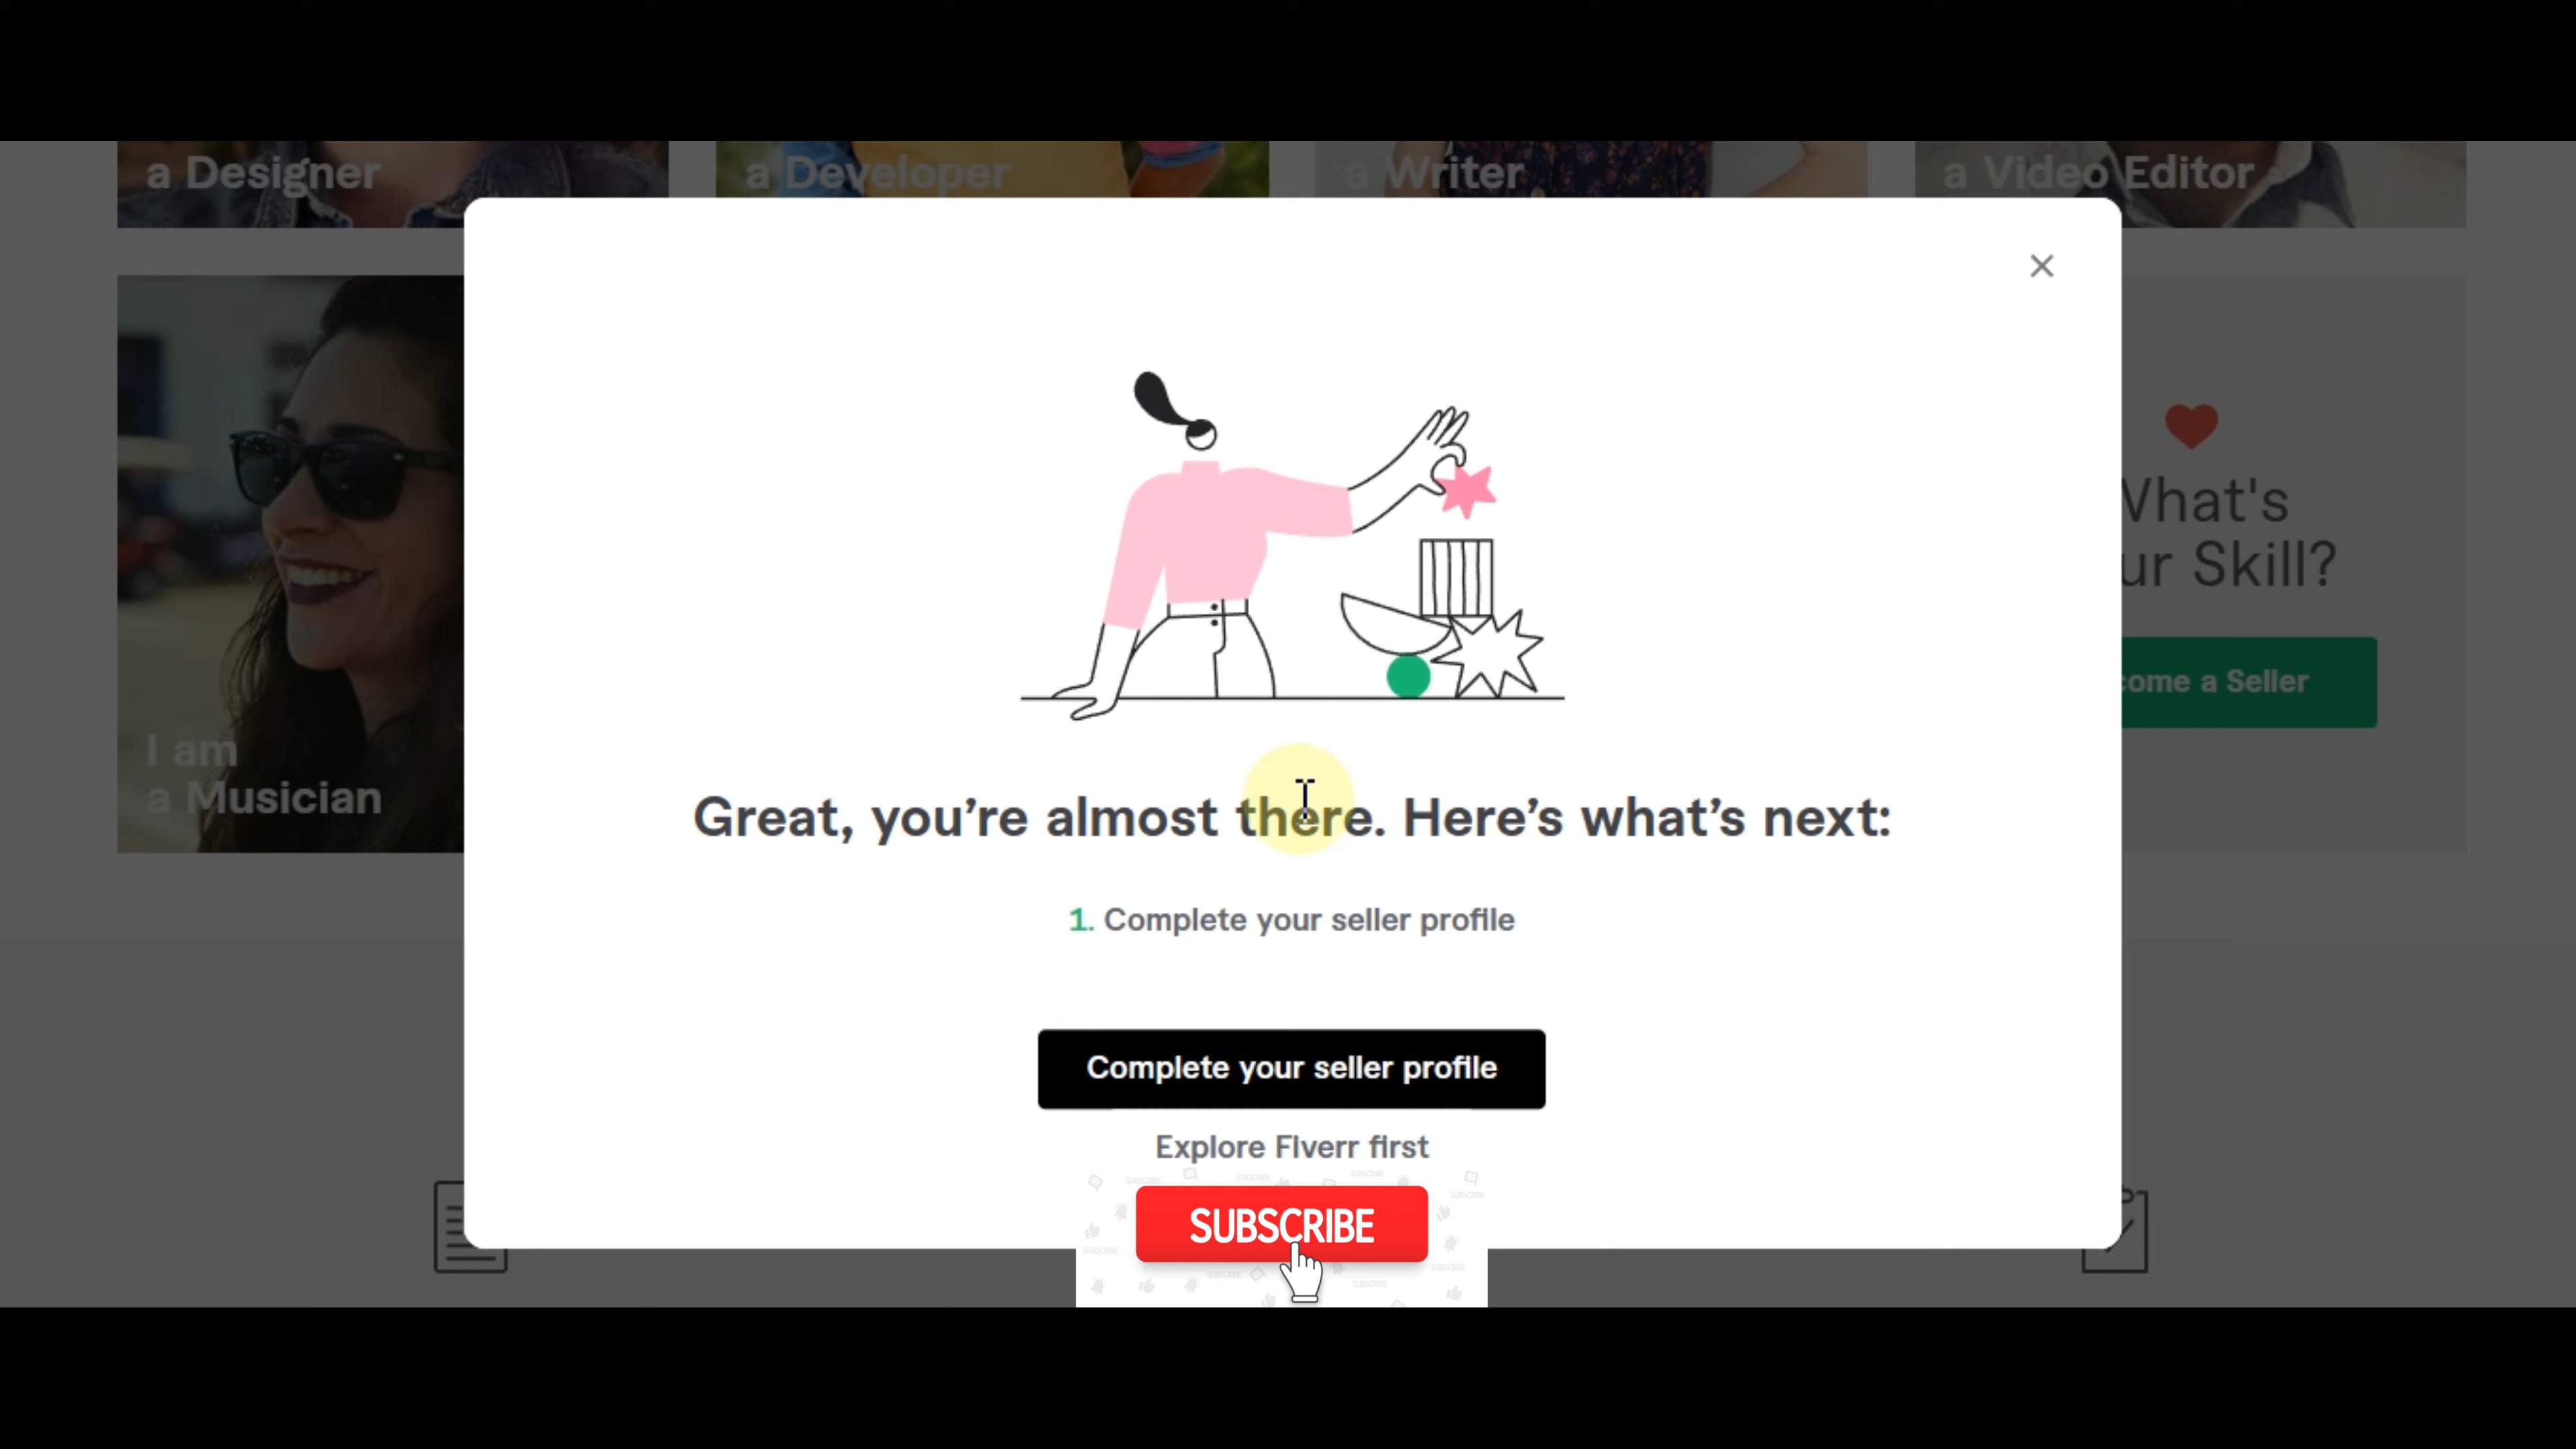 a Designer
a Developer
a Writer
a Video Editor
I am
a Musician
What's
ur Skill?
come a Seller
Great, you're almost there. Here's what's next:
1. Complete your seller profile
Complete your seller profile
Explore Fiverr first
SUBSCRIBE